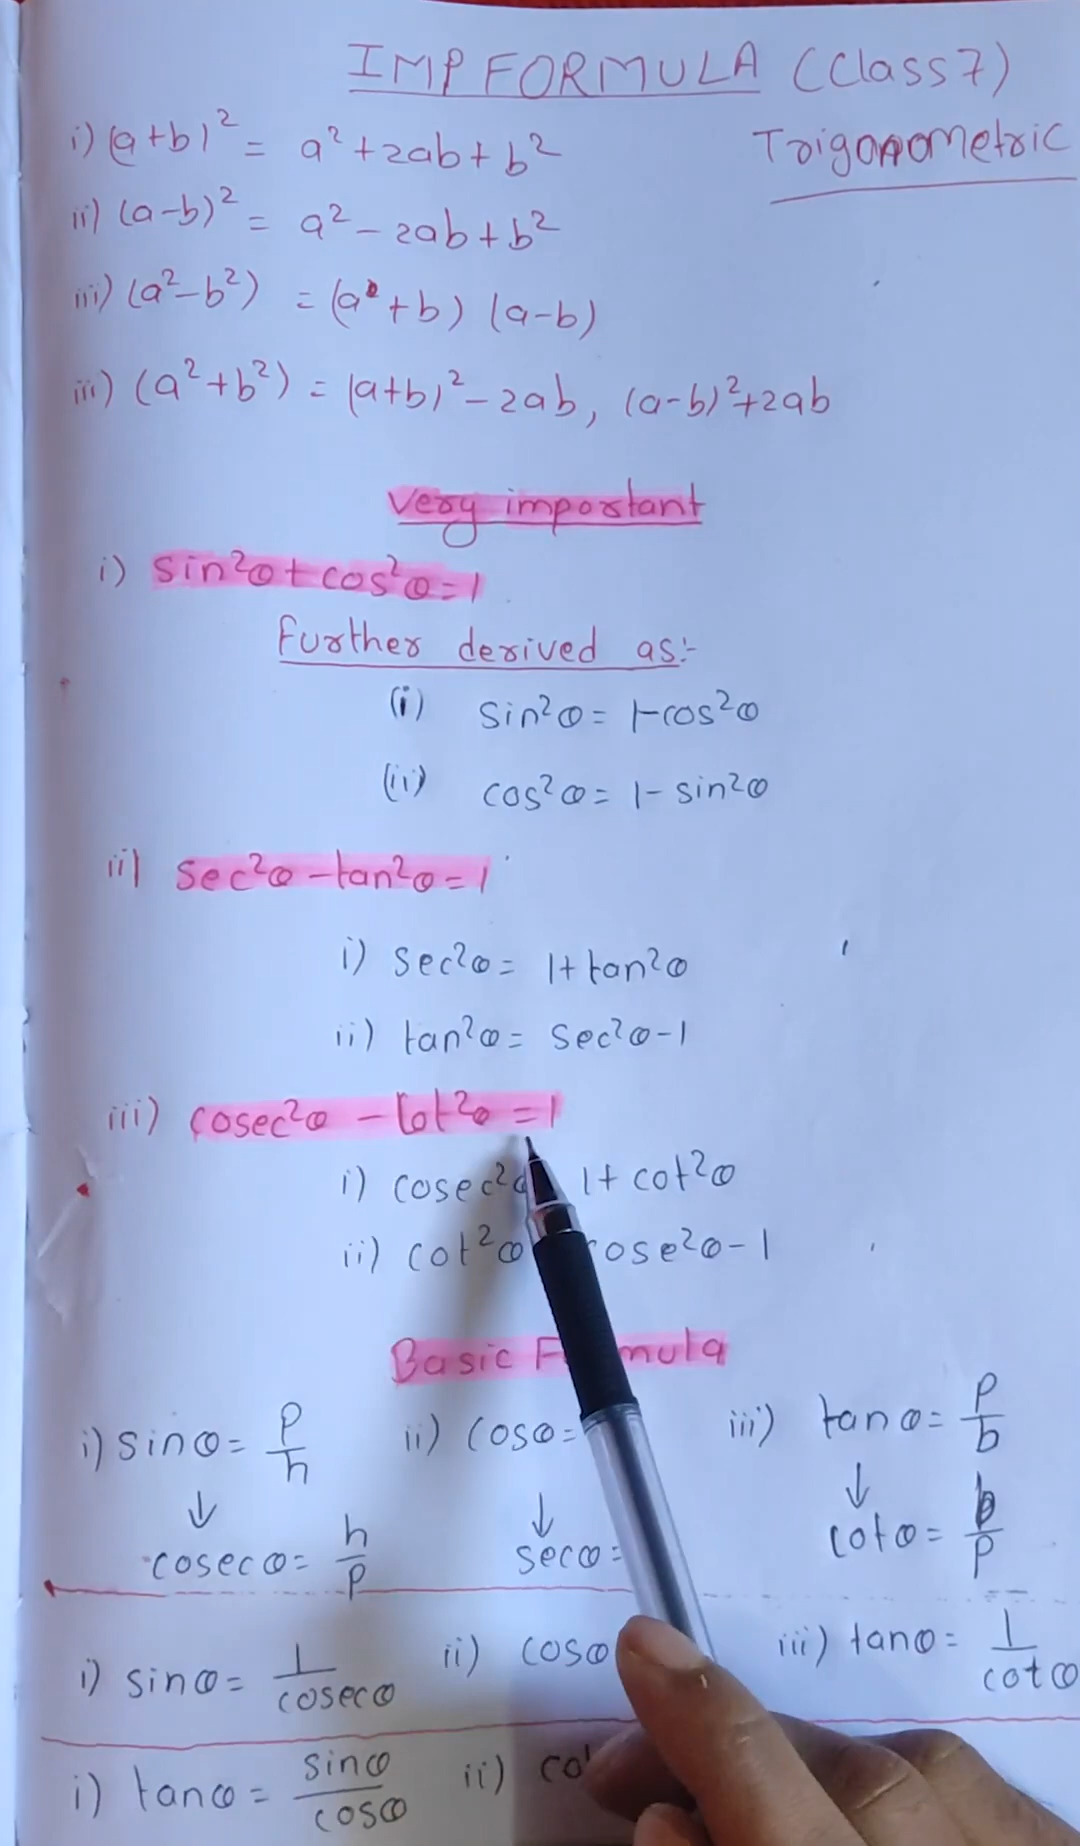 IMP FORMULA (Class7)
Trigonometric
i) (a+b)² = a²+2ab+b²
ii) (a-b)² = a²-2ab+b²
iii) (a²-b²) = (a+b) (a-b)
iii) (a²+b²) = (a+b)²-2ab, (a-b)²+2ab
Very important
i) sin²θ+cos²θ=1
Further derived as:-
(i) sin²θ= 1-cos²θ
(ii) cos²θ= 1-sin²θ
ii) sec²θ-tan²θ=1
i) sec²θ= 1+tan²θ
ii) tan²θ= sec²θ-1
iii) cosec²θ - cot²θ =1
i) cosec²θ 1+cot²θ
ii) cot²θ ose²θ-1
Basic F mula
i) sinθ= p/h ii) cosθ= iii) tanθ= p/b
↓ ↓ ↓
cosecθ= h/p secθ= cotθ= b/p
i) sinθ= 1/cosecθ ii) cosθ iii) tanθ= 1/cotθ
i) tanθ= sinθ/cosθ ii) co